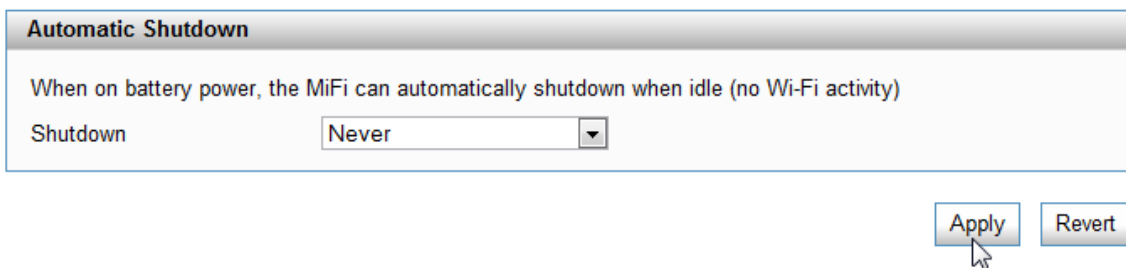 Automatic Shutdown
When on battery power, the MiFi can automatically shutdown when idle (no Wi-Fi activity)
Shutdown Never
Apply Revert